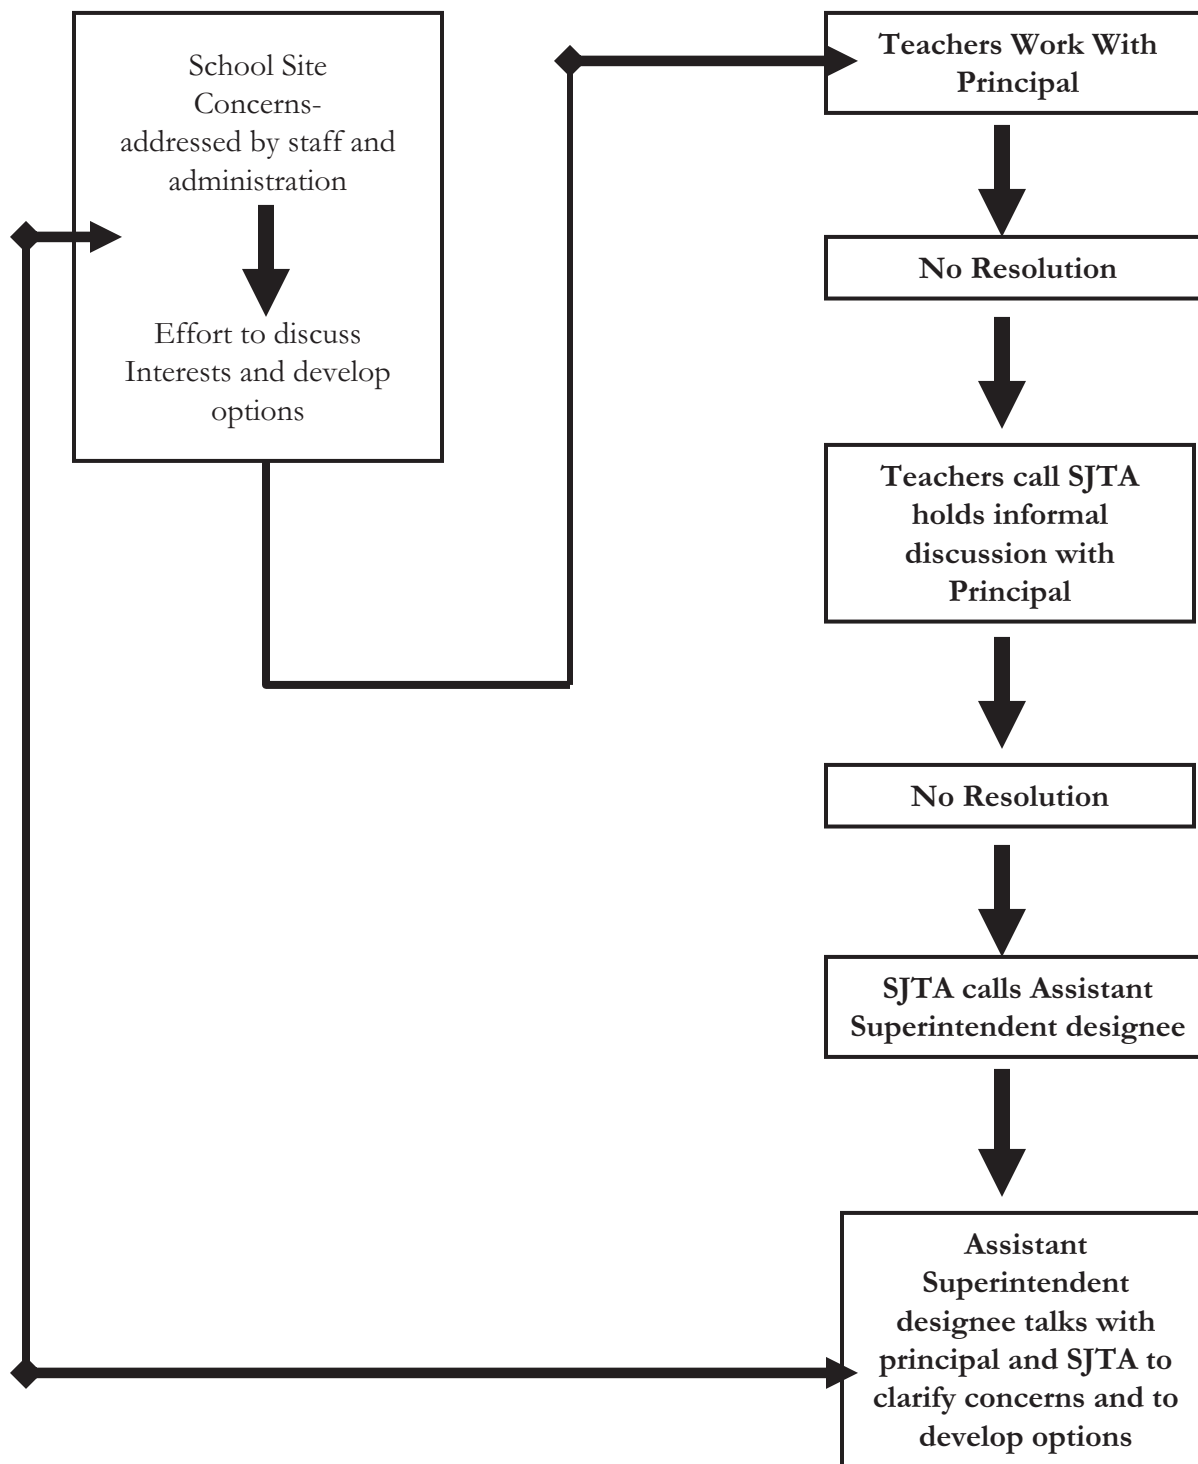 School Site
Concerns-
addressed by staff and
administration
Effort to discuss
Interests and develop
options
Teachers Work With
Principal
No Resolution
Teachers call SJTA
holds informal
discussion with
Principal
No Resolution
SJTA calls Assistant
Superintendent designee
Assistant
Superintendent
designee talks with
principal and SJTA to
clarify concerns and to
develop options